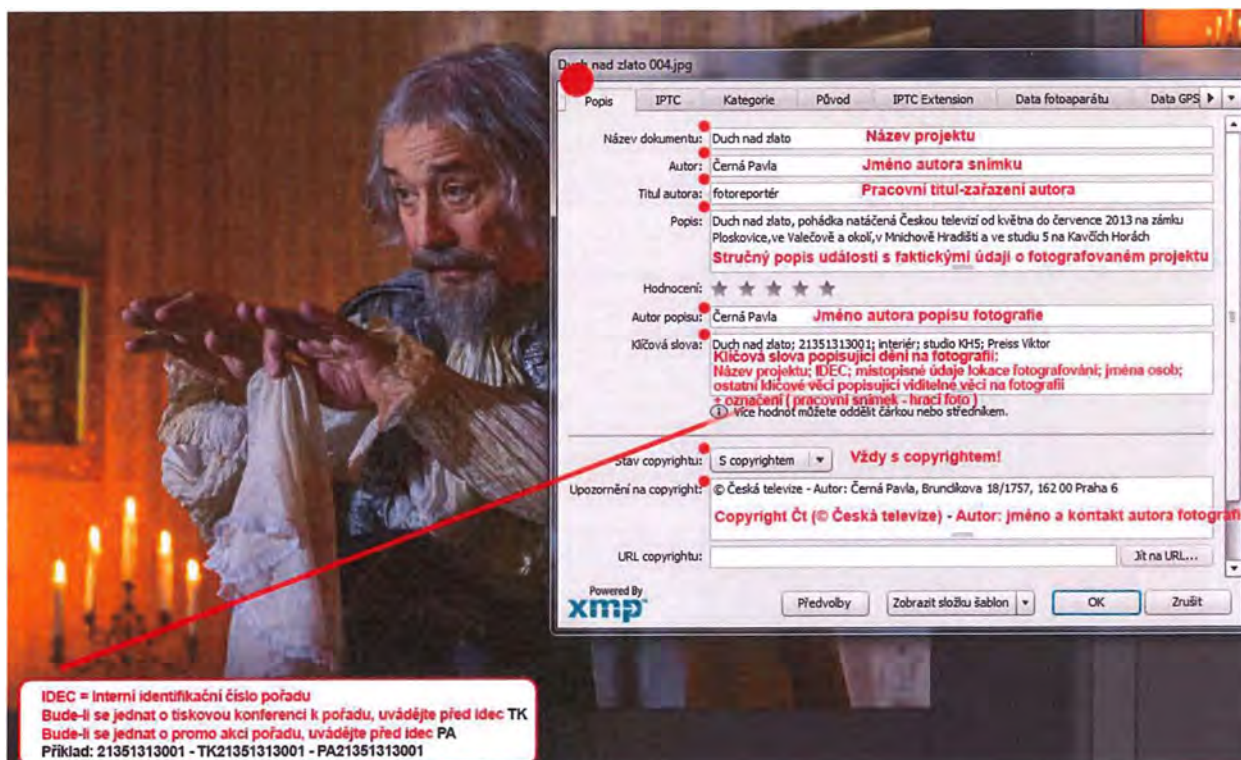 Duch nad zlato 004.jpg
Popis IPTC Kategorie Původ IPTC Extension Data fotoaparátu Data GPS
Název dokumentu: Duch nad zlato Název projektu
Autor: Černá Pavla Jméno autora snímku
Titul autora: fotoreportér Pracovní titul-zařazení autora
Popis: Duch nad zlato, pohádka natáčená Českou televizí od května do července 2013 na zámku
Ploskovice,ve Valečově a okolí,v Mnichově Hradišti a ve studiu 5 na Kavčích Horách
Stručný popis události s faktickými údaji o fotografovaném projektu
Hodnocení:
Autor popisu: Černá Pavla Jméno autora popisu fotografie
Klíčová slova: Duch nad zlato; 21351313001; interiér; studio KH5; Preiss Viktor
Klíčová slova popisující dění na fotografii:
Název projektu; IDEC; místopisné údaje lokace fotografování; jména osob;
ostatní klíčové věci popisující viditelné věci na fotografii
+ označení ( pracovní snímek - hrací foto )
Více hodnot můžete oddělit čárkou nebo středníkem.
Stav copyrightu: S copyrightem Vždy s copyrightem!
Upozornění na copyright: © Česká televize - Autor: Černá Pavla, Brundíkova 18/1757, 162 00 Praha 6
Copyright Čt (© Česká televize) - Autor: jméno a kontakt autora fotografi
URL copyrightu: Jít na URL...
Powered By
xmp Předvolby Zobrazit složku šablon OK Zrušit
IDEC = Interní identifikační číslo pořadu
Bude-li se jednat o tiskovou konferenci k pořadu, uvádějte před idec TK
Bude-li se jednat o promo akci pořadu, uvádějte před idec PA
Příklad: 21351313001 - TK21351313001 - PA21351313001